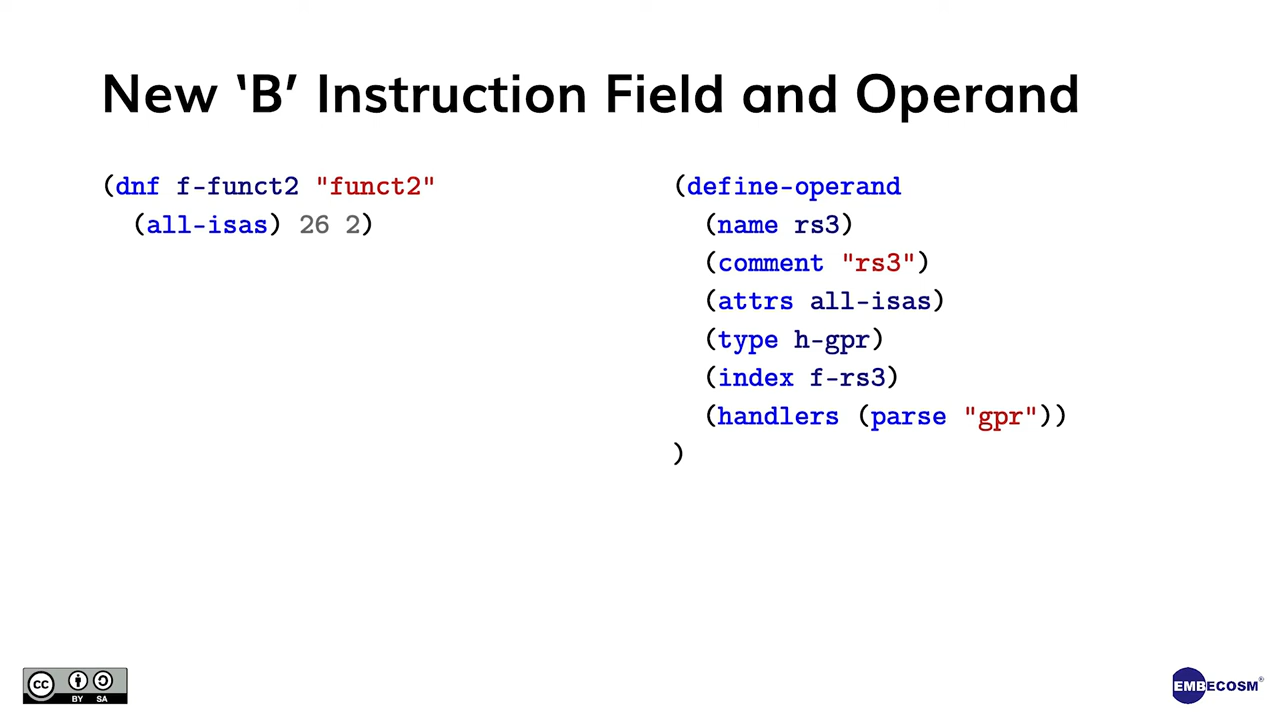 New ‘B’ Instruction Field and Operand
(dnf f-funct2 "funct2"
(all-isas) 26 2)
(define-operand
(name rs3)
(comment "rs3")
(attrs all-isas)
(type h-gpr)
(index f-rs3)
(handlers (parse "gpr"))
)
cc
BY SA
EMBECOSM®